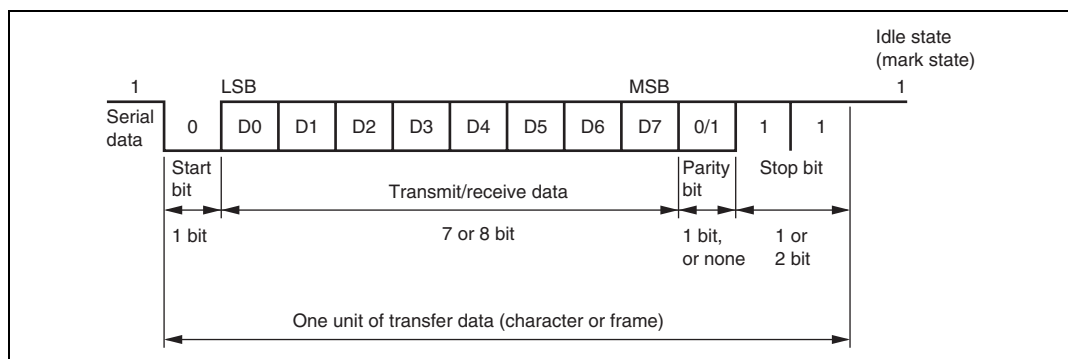 Idle state
(mark state)
1 LSB MSB 1
Serial
data
0 D0 D1 D2 D3 D4 D5 D6 D7 0/1 1 1
Start
bit
Transmit/receive data
Parity
bit
Stop bit
1 bit
7 or 8 bit
1 bit,
or none
1 or
2 bit
One unit of transfer data (character or frame)